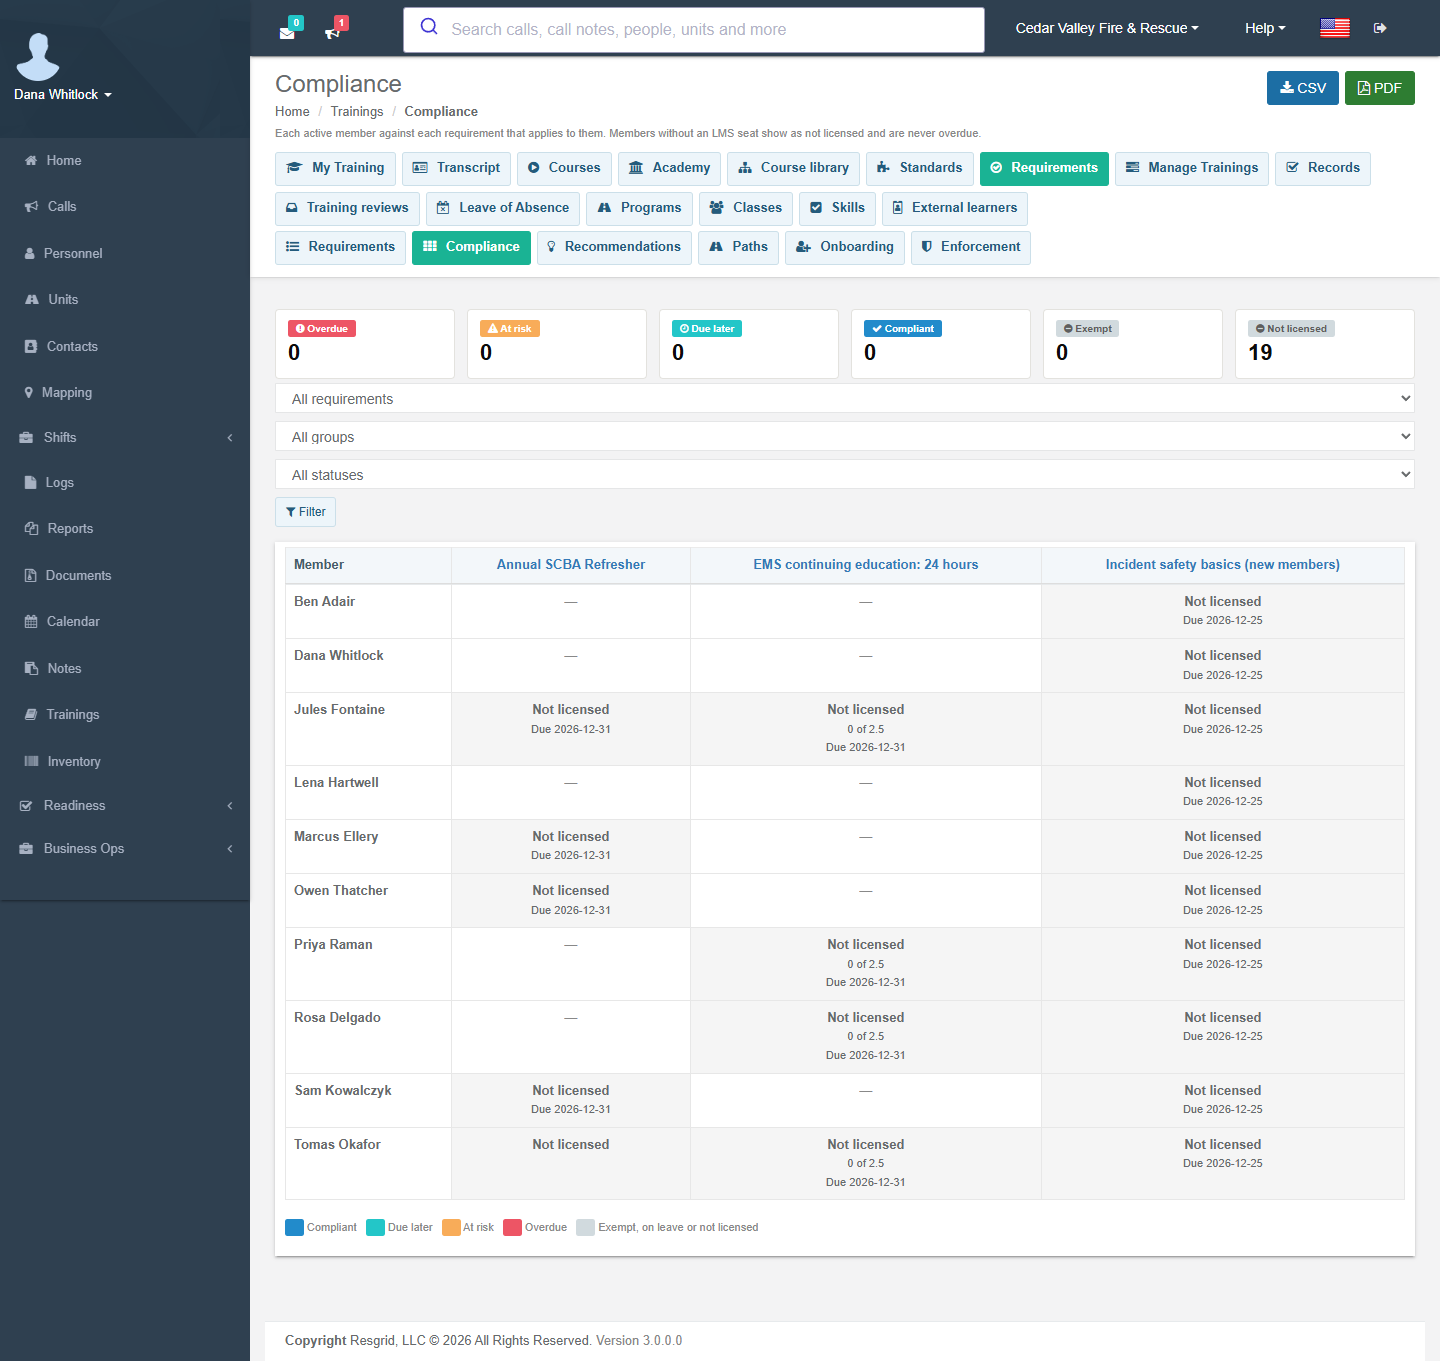 Dana Whitlock
Home
Calls
Personnel
Units
Contacts
Mapping
Shifts
Logs
Reports
Documents
Calendar
Notes
Trainings
Inventory
Readiness
Business Ops
0
1
Search calls, call notes, people, units and more
Cedar Valley Fire & Rescue
Help
Compliance
Home / Trainings / Compliance
Each active member against each requirement that applies to them. Members without an LMS seat show as not licensed and are never overdue.
CSV
PDF
My Training
Transcript
Courses
Academy
Course library
Standards
Requirements
Manage Trainings
Records
Training reviews
Leave of Absence
Programs
Classes
Skills
External learners
Requirements
Compliance
Recommendations
Paths
Onboarding
Enforcement
Overdue
0
At risk
0
Due later
0
Compliant
0
Exempt
0
Not licensed
19
All requirements
All groups
All statuses
Filter
Member
Annual SCBA Refresher
EMS continuing education: 24 hours
Incident safety basics (new members)
Ben Adair
—
—
Not licensed
Due 2026-12-25
Dana Whitlock
—
—
Not licensed
Due 2026-12-25
Jules Fontaine
Not licensed
Due 2026-12-31
Not licensed
0 of 2.5
Due 2026-12-31
Not licensed
Due 2026-12-25
Lena Hartwell
—
—
Not licensed
Due 2026-12-25
Marcus Ellery
Not licensed
Due 2026-12-31
—
Not licensed
Due 2026-12-25
Owen Thatcher
Not licensed
Due 2026-12-31
—
Not licensed
Due 2026-12-25
Priya Raman
—
Not licensed
0 of 2.5
Due 2026-12-31
Not licensed
Due 2026-12-25
Rosa Delgado
—
Not licensed
0 of 2.5
Due 2026-12-31
Not licensed
Due 2026-12-25
Sam Kowalczyk
Not licensed
Due 2026-12-31
—
Not licensed
Due 2026-12-25
Tomas Okafor
Not licensed
Not licensed
0 of 2.5
Due 2026-12-31
Not licensed
Due 2026-12-25
Compliant
Due later
At risk
Overdue
Exempt, on leave or not licensed
Copyright Resgrid, LLC © 2026 All Rights Reserved. Version 3.0.0.0